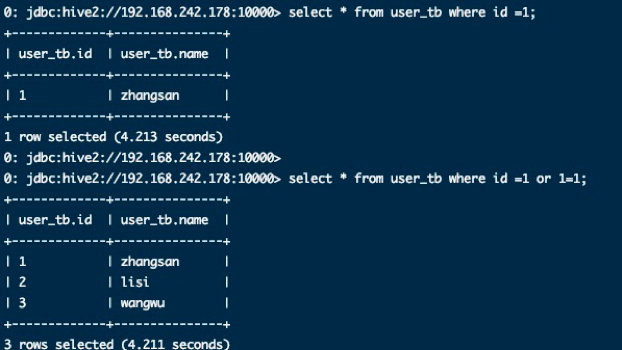 0: jdbc:hive2://192.168.242.178:10000> select * from user_tb where id =1;
+-------------+---------------+
| user_tb.id  | user_tb.name  |
+-------------+---------------+
| 1           | zhangsan      |
+-------------+---------------+
1 row selected (4.213 seconds)
0: jdbc:hive2://192.168.242.178:10000>
0: jdbc:hive2://192.168.242.178:10000> select * from user_tb where id =1 or 1=1;
+-------------+---------------+
| user_tb.id  | user_tb.name  |
+-------------+---------------+
| 1           | zhangsan      |
| 2           | lisi          |
| 3           | wangwu        |
+-------------+---------------+
3 rows selected (4.211 seconds)